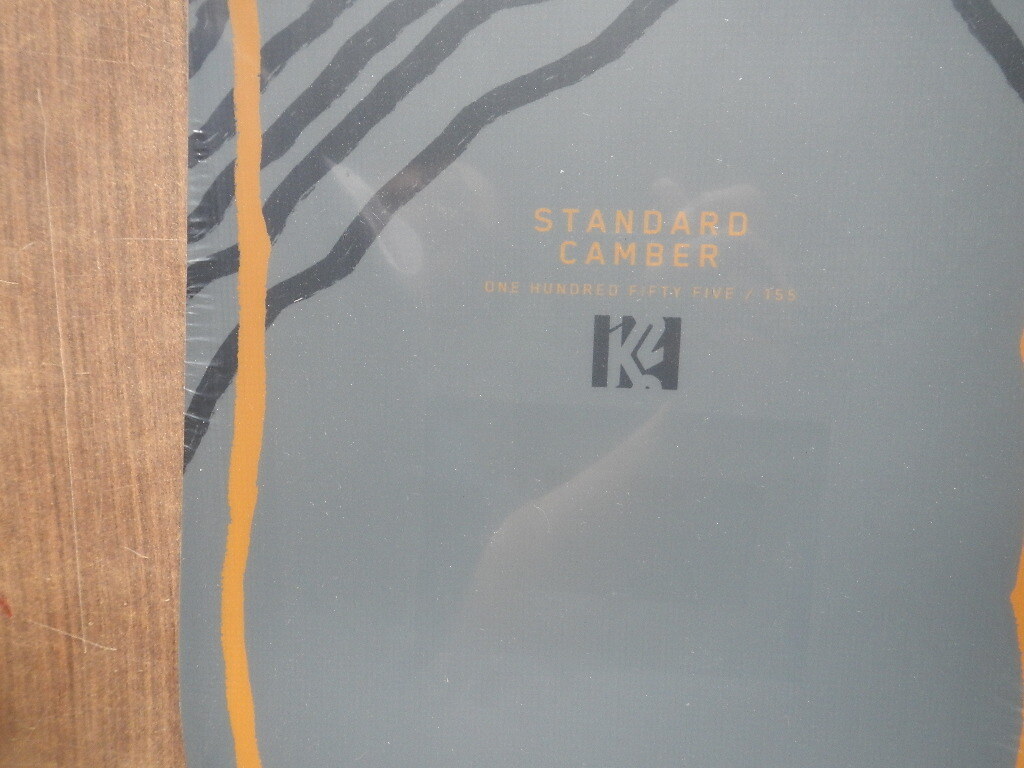 STANDARD
CAMBER
ONE HUNDRED FIFTY FIVE / 155
K2